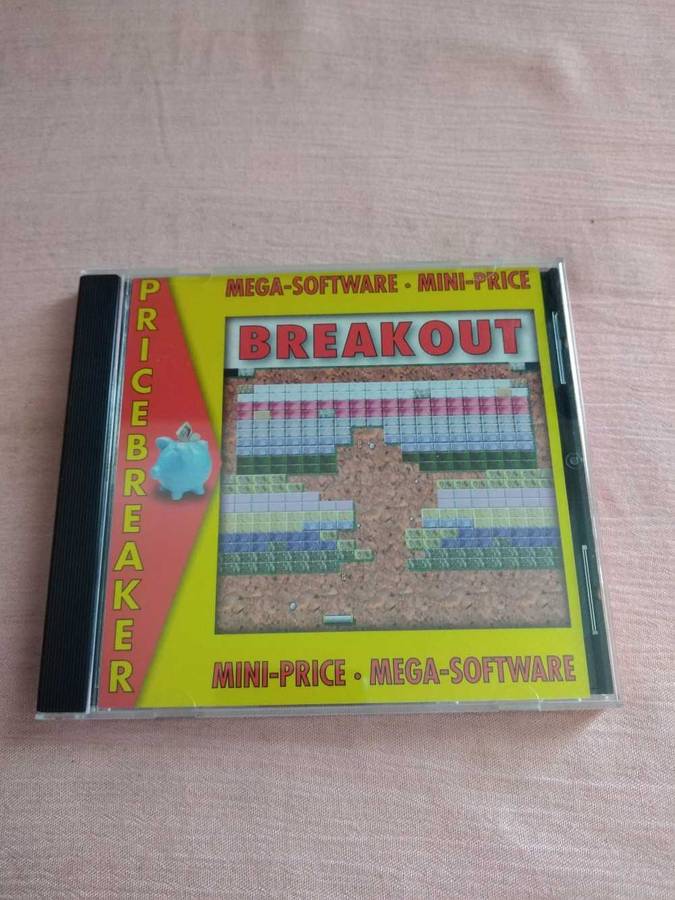 PRICEBREAKER
MEGA-SOFTWARE • MINI-PRICE
BREAKOUT
MINI-PRICE • MEGA-SOFTWARE